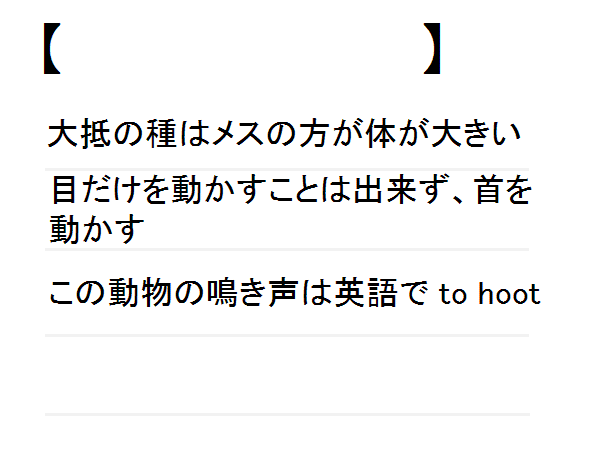 【 】
大抵の種はメスの方が体が大きい
目だけを動かすことは出来ず、首を
動かす
この動物の鳴き声は英語で to hoot